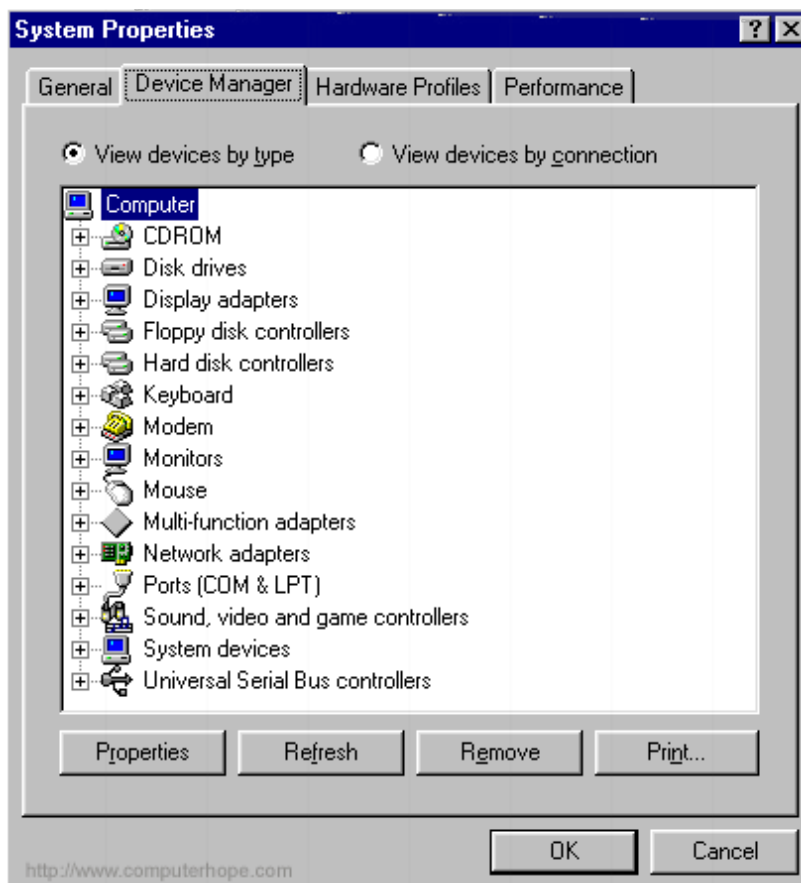 System Properties
General Device Manager Hardware Profiles Performance
View devices by type View devices by connection
Computer
CDROM
Disk drives
Display adapters
Floppy disk controllers
Hard disk controllers
Keyboard
Modem
Monitors
Mouse
Multi-function adapters
Network adapters
Ports (COM & LPT)
Sound, video and game controllers
System devices
Universal Serial Bus controllers
Properties Refresh Remove Print...
OK Cancel
http://www.computerhope.com